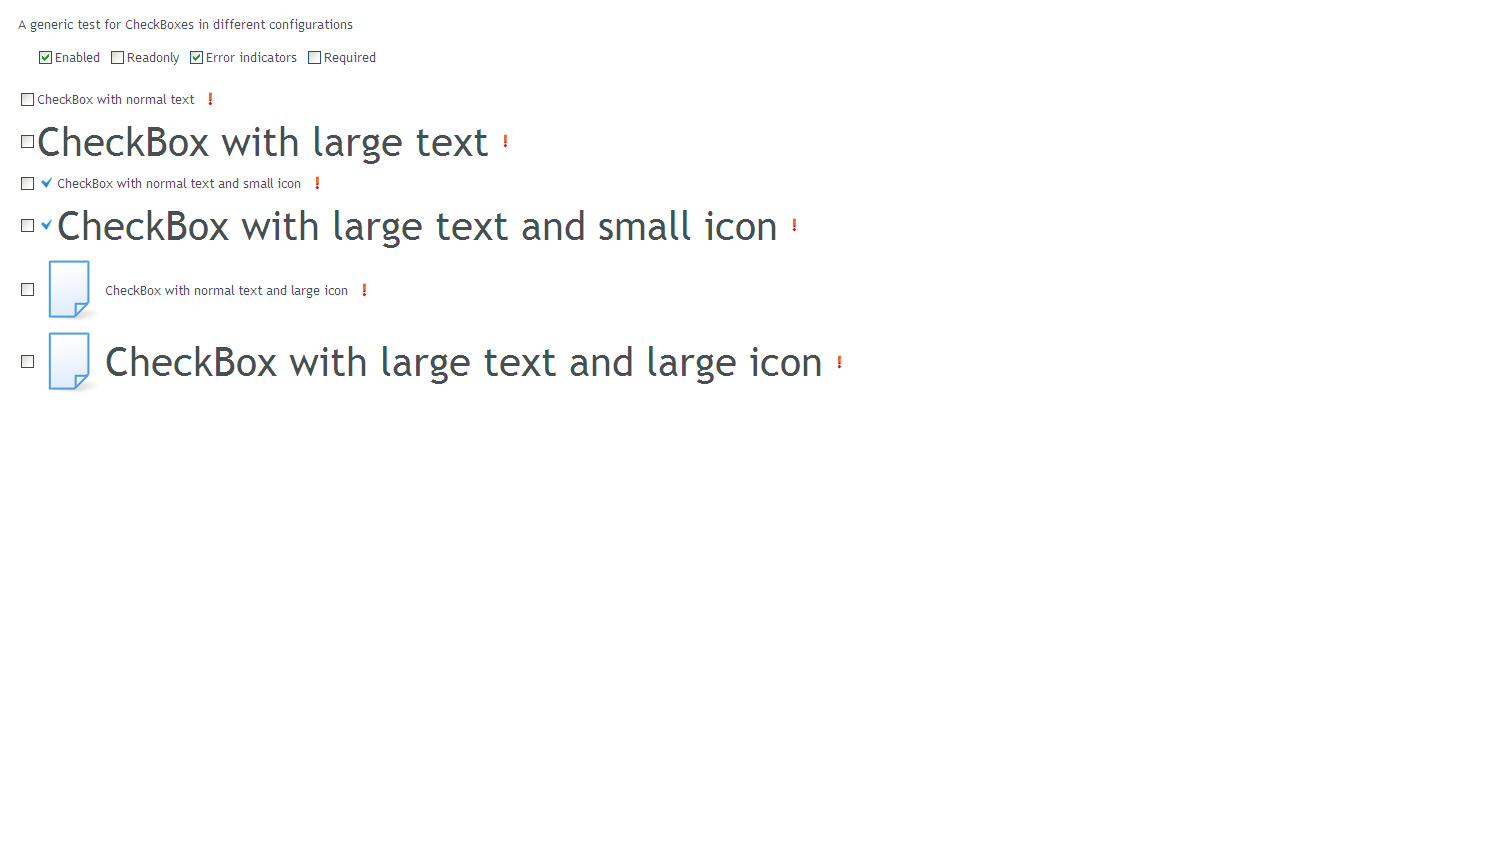 A generic test for CheckBoxes in different configurations
Enabled Readonly Error indicators Required
CheckBox with normal text
CheckBox with large text
CheckBox with normal text and small icon
CheckBox with large text and small icon
CheckBox with normal text and large icon
CheckBox with large text and large icon